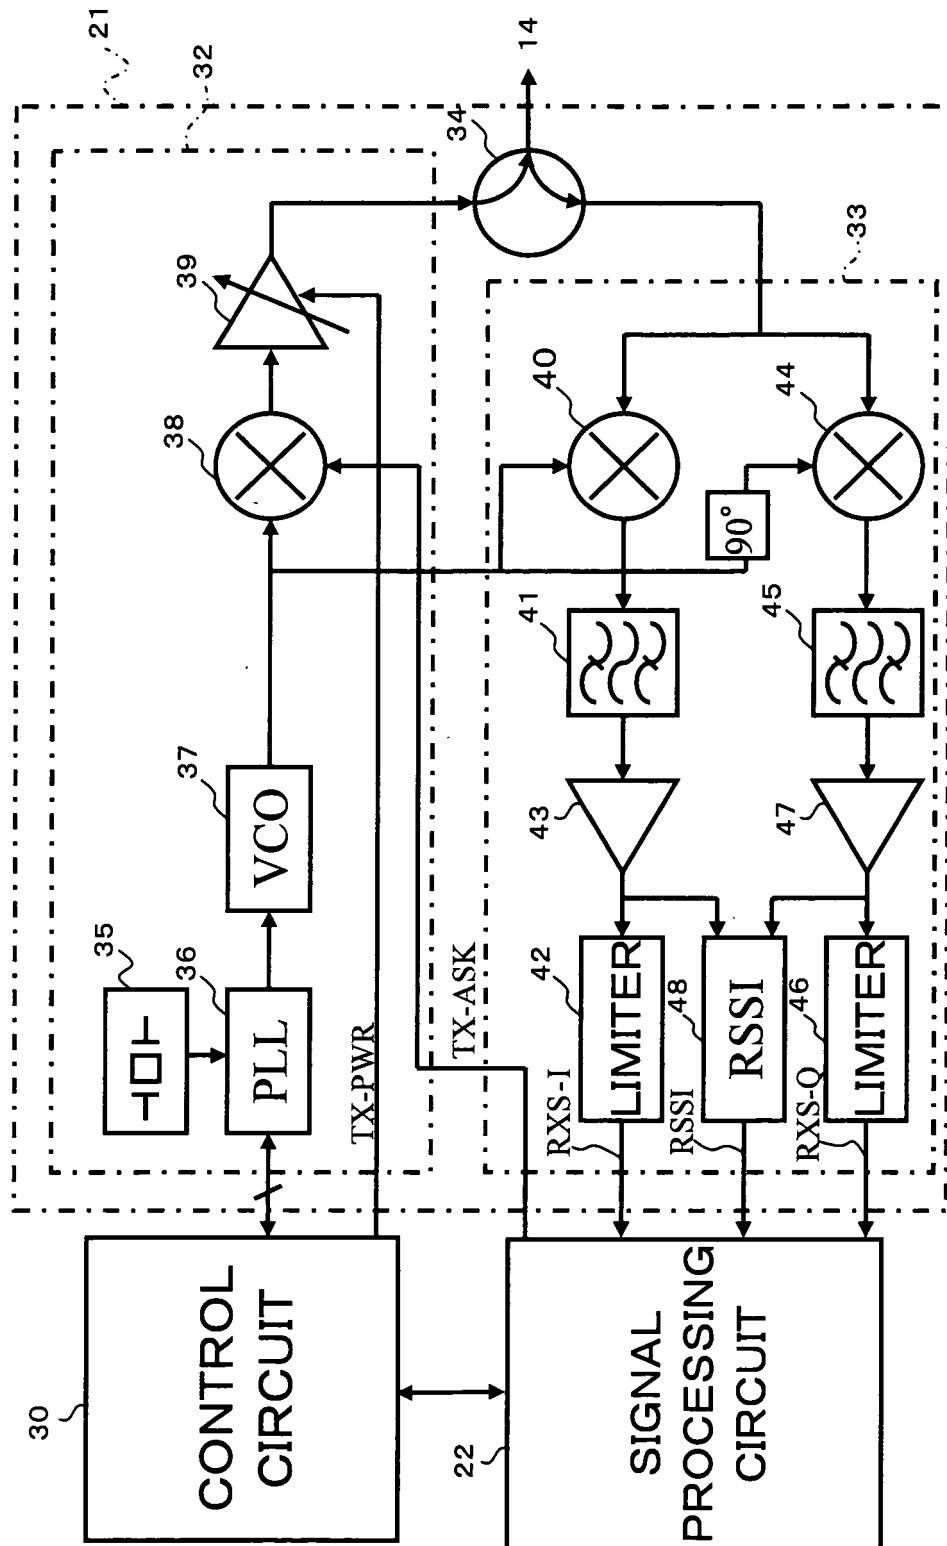 21
32
14
34
39
38
37
VCO
35
36
PLL
TX-PWR
TX-ASK
30
CONTROL
CIRCUIT
33
40
44
90°
41
45
43
47
42
LIMITER
48
RSSI
46
LIMITER
RXS-I
RSSI
RXS-Q
22
SIGNAL
PROCESSING
CIRCUIT